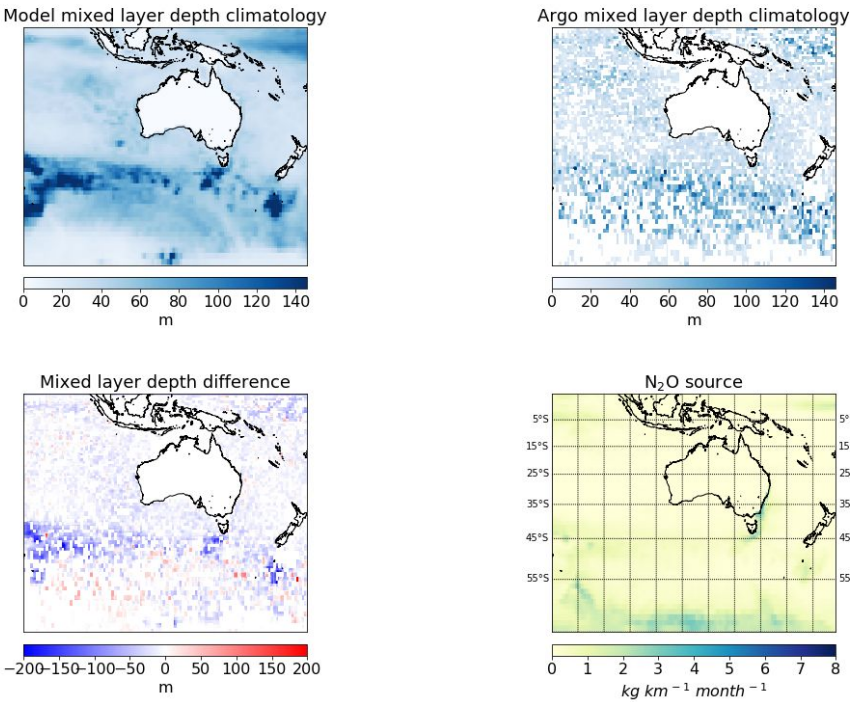 Model mixed layer depth climatology
Argo mixed layer depth climatology
0 20 40 60 80 100 120 140
m
0 20 40 60 80 100 120 140
m
Mixed layer depth difference
N₂O source
5°S 5°
15°S 15°
25°S 25°
35°S 35°
45°S 45°
55°S 55°
−200−150−100 −50 0 50 100 150 200
m
0 1 2 3 4 5 6 7 8
kg km⁻¹ month⁻¹